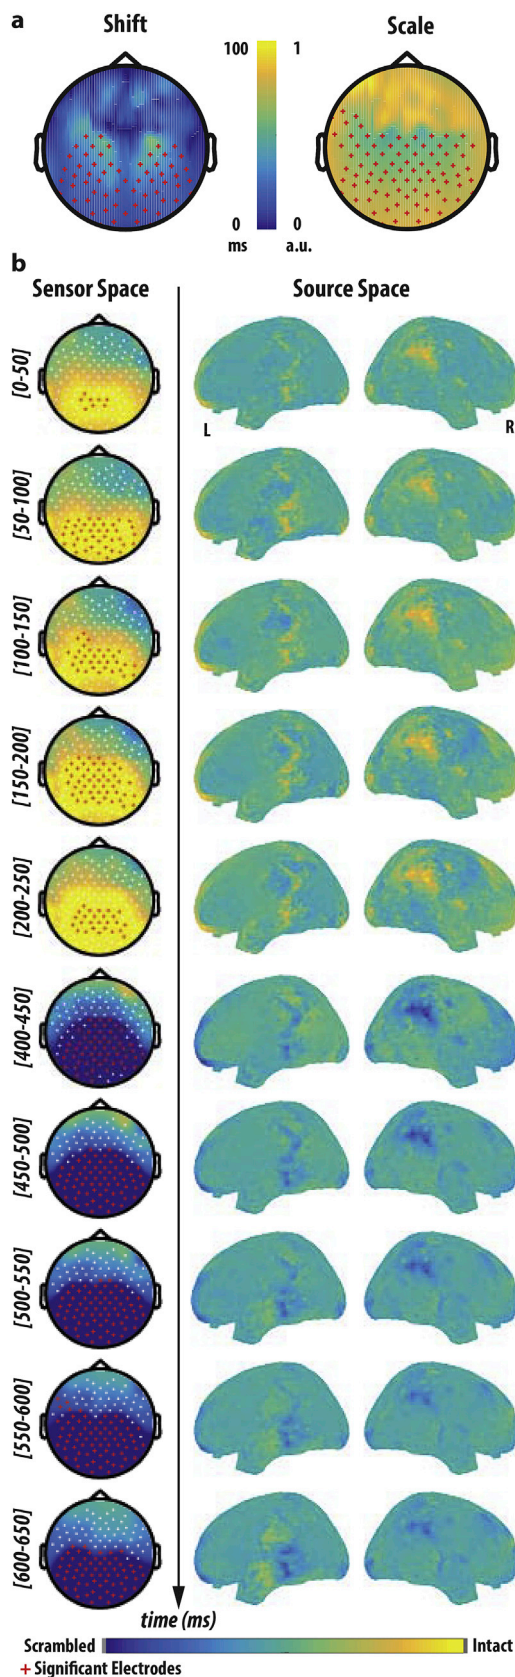 a
Shift
Scale
100
1
0
0
ms
a.u.
b
Sensor Space
Source Space
[0-50]
L
R
[50-100]
[100-150]
[150-200]
[200-250]
[400-450]
[450-500]
[500-550]
[550-600]
[600-650]
time (ms)
Scrambled
Intact
+ Significant Electrodes